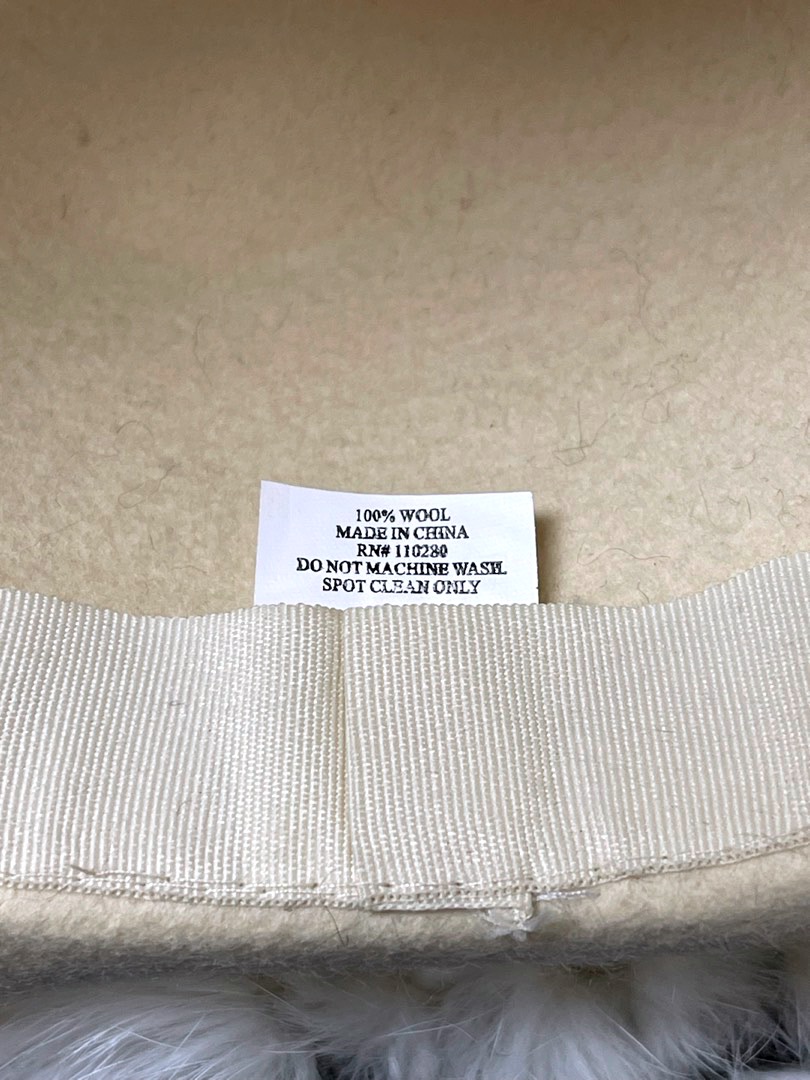 100% WOOL
MADE IN CHINA
RN# 110280
DO NOT MACHINE WASH.
SPOT CLEAN ONLY